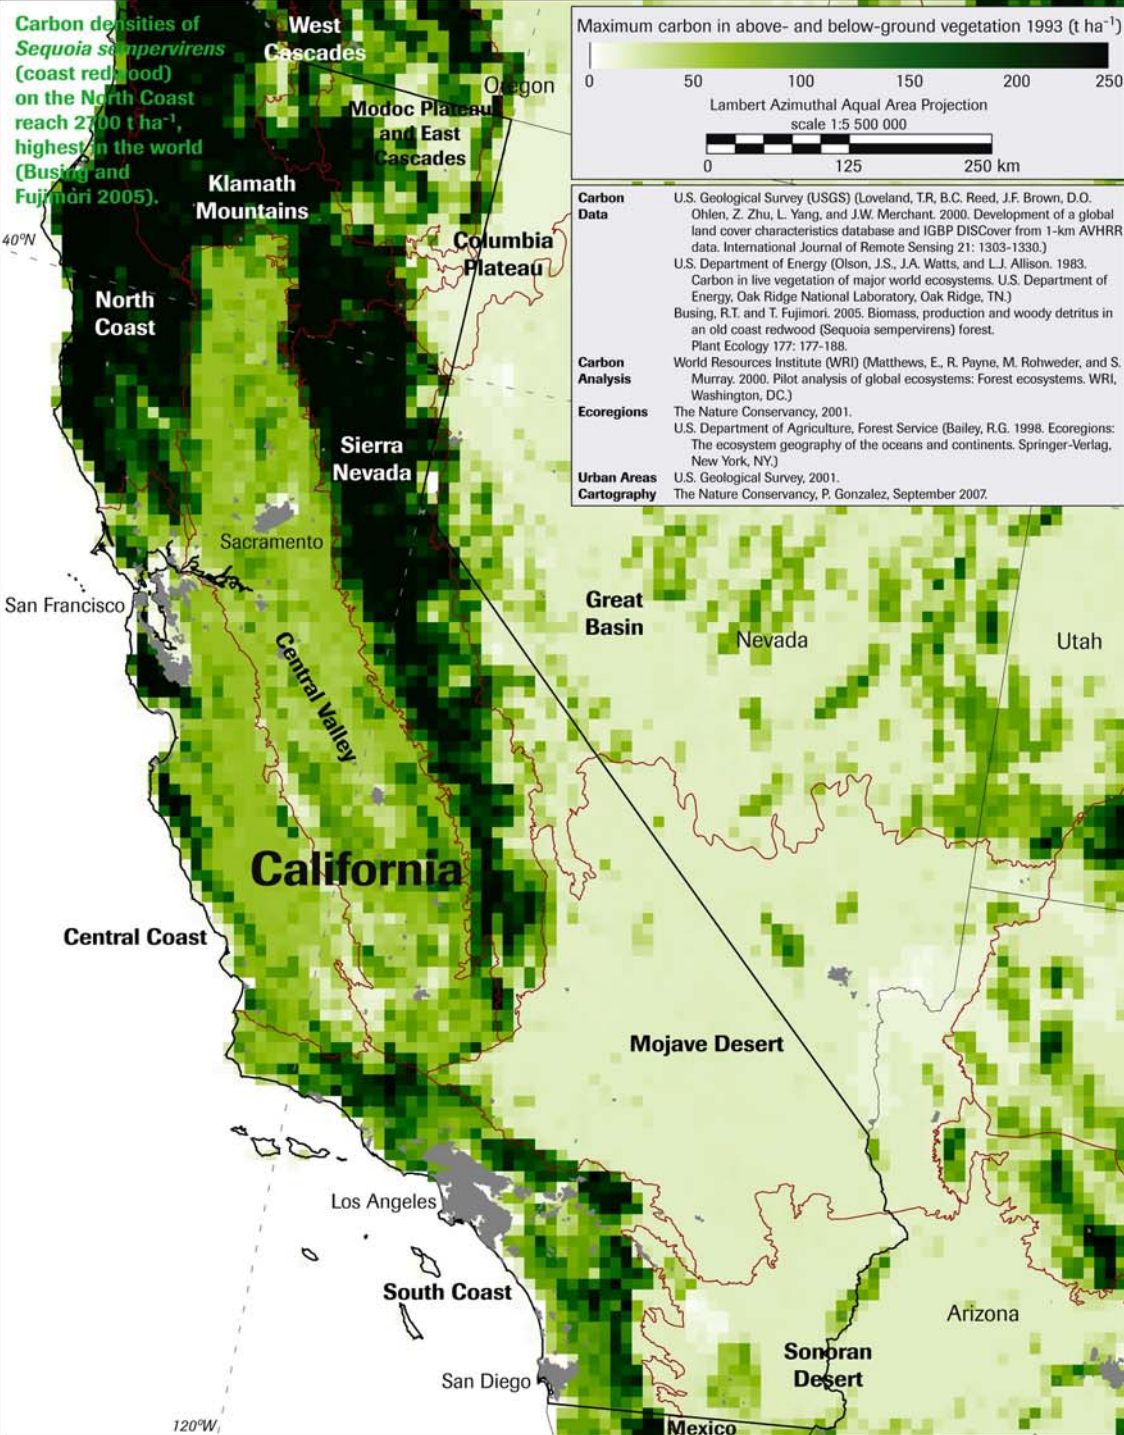 Carbon densities of
Sequoia sempervirens
(coast redwood)
on the North Coast
reach 2700 t ha⁻¹,
highest in the world
(Busing and
Fujimori 2005).
Maximum carbon in above- and below-ground vegetation 1993 (t ha⁻¹)
0 50 100 150 200 250
Lambert Azimuthal Aqual Area Projection
scale 1:5 500 000
0 125 250 km
Carbon Data U.S. Geological Survey (USGS) (Loveland, T.R, B.C. Reed, J.F. Brown, D.O.
Ohlen, Z. Zhu, L. Yang, and J.W. Merchant. 2000. Development of a global
land cover characteristics database and IGBP DISCover from 1-km AVHRR
data. International Journal of Remote Sensing 21: 1303-1330.)
U.S. Department of Energy (Olson, J.S., J.A. Watts, and L.J. Allison. 1983.
Carbon in live vegetation of major world ecosystems. U.S. Department of
Energy, Oak Ridge National Laboratory, Oak Ridge, TN.)
Busing, R.T. and T. Fujimori. 2005. Biomass, production and woody detritus in
an old coast redwood (Sequoia sempervirens) forest.
Plant Ecology 177: 177-188.
Carbon Analysis World Resources Institute (WRI) (Matthews, E., R. Payne, M. Rohweder, and S.
Murray. 2000. Pilot analysis of global ecosystems: Forest ecosystems. WRI,
Washington, DC.)
Ecoregions The Nature Conservancy, 2001.
U.S. Department of Agriculture, Forest Service (Bailey, R.G. 1998. Ecoregions:
The ecosystem geography of the oceans and continents. Springer-Verlag,
New York, NY.)
Urban Areas U.S. Geological Survey, 2001.
Cartography The Nature Conservancy, P. Gonzalez, September 2007.
West
Cascades
Oregon
Modoc Plateau
and East
Cascades
Klamath
Mountains
40°N
Columbia
Plateau
North
Coast
Sierra
Nevada
Sacramento
San Francisco
Great
Basin
Nevada
Utah
Central Valley
California
Central Coast
Mojave Desert
Los Angeles
South Coast
Arizona
Sonoran
Desert
San Diego
120°W
Mexico